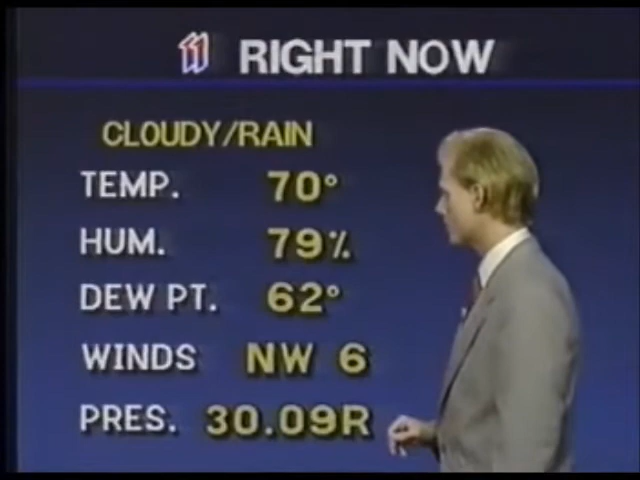 11 RIGHT NOW
CLOUDY/RAIN
TEMP. 70°
HUM. 79%
DEW PT. 62°
WINDS NW 6
PRES. 30.09R